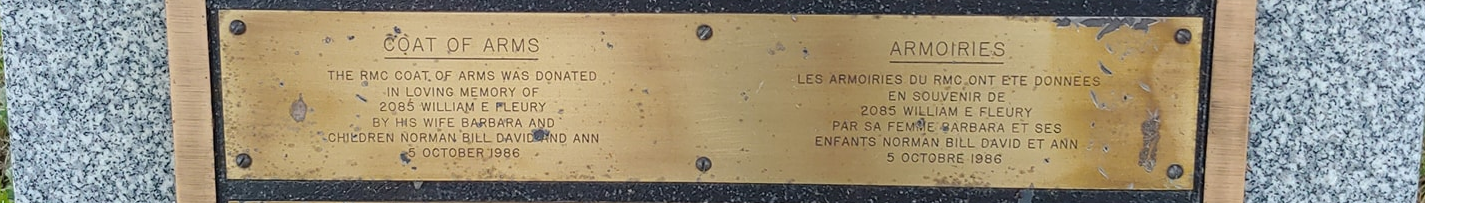 COAT OF ARMS
THE RMC COAT OF ARMS WAS DONATED
IN LOVING MEMORY OF
2085 WILLIAM E FLEURY
BY HIS WIFE BARBARA AND
CHILDREN NORMAN BILL DAVID AND ANN
5 OCTOBER 1986
ARMOIRIES
LES ARMOIRIES DU RMC ONT ETE DONNÉES
EN SOUVENIR DE
2085 WILLIAM E FLEURY
PAR SA FEMME BARBARA ET SES
ENFANTS NORMAN BILL DAVID ET ANN
5 OCTOBRE 1986